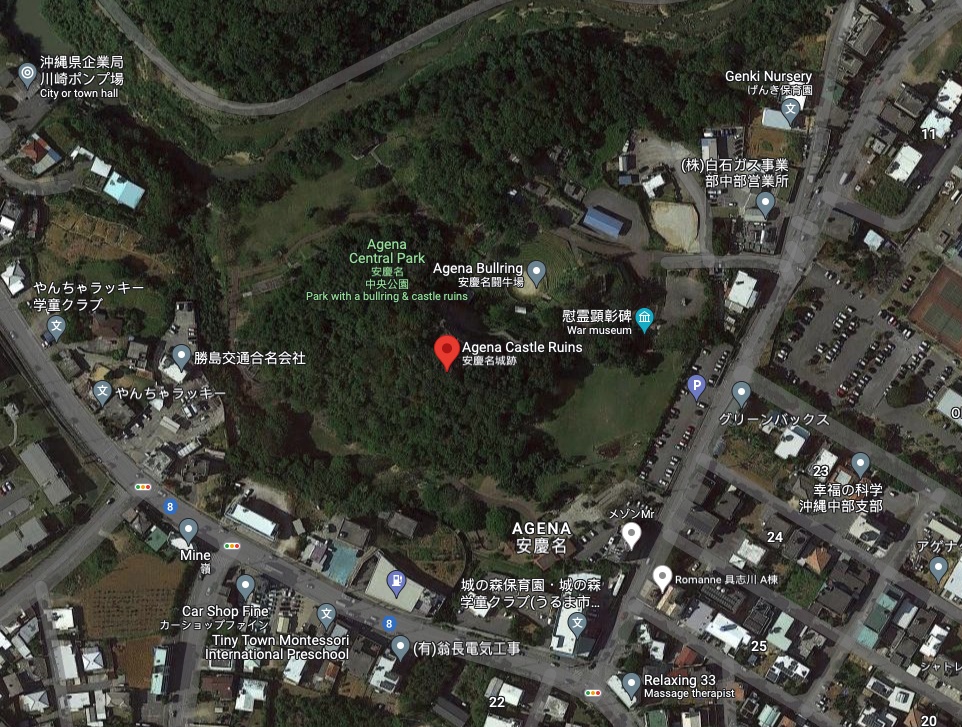 沖縄県企業局
川崎ポンプ場
City or town hall
Genki Nursery
げんき保育園
11
(株)白石ガス事業
部中部営業所
Agena
Central Park
安慶名
中央公園
Park with a bullring & castle ruins
Agena Bullring
安慶名闘牛場
やんちゃラッキー
学童クラブ
慰霊顕彰碑
War museum
Agena Castle Ruins
安慶名城跡
勝島交通合名会社
やんちゃラッキー
P
グリーンバックス
23
幸福の科学
沖縄中部支部
8
メゾンMr
AGENA
安慶名
24
Mine
嶺
アゲナ
Romanne 具志川 A棟
城の森保育園・城の森
学童クラブ(うるま市...
Car Shop Fine
カーショップファイン
8
Tiny Town Montessori
International Preschool
(有)翁長電気工事
25
シャトレ
Relaxing 33
Massage therapist
22
20